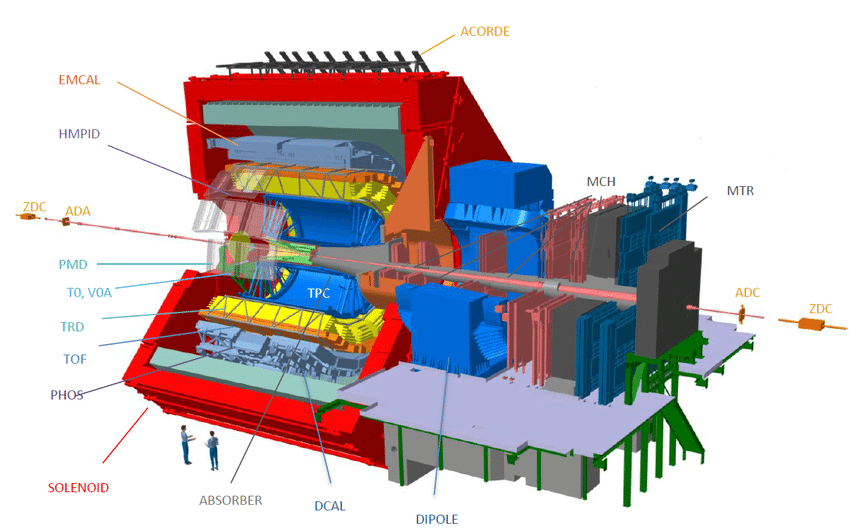 ACORDE
EMCAL
HMPID
MCH
MTR
ZDC
ADA
PMD
T0, V0A
TPC
ADC
ZDC
TRD
TOF
PHOS
SOLENOID
ABSORBER
DCAL
DIPOLE